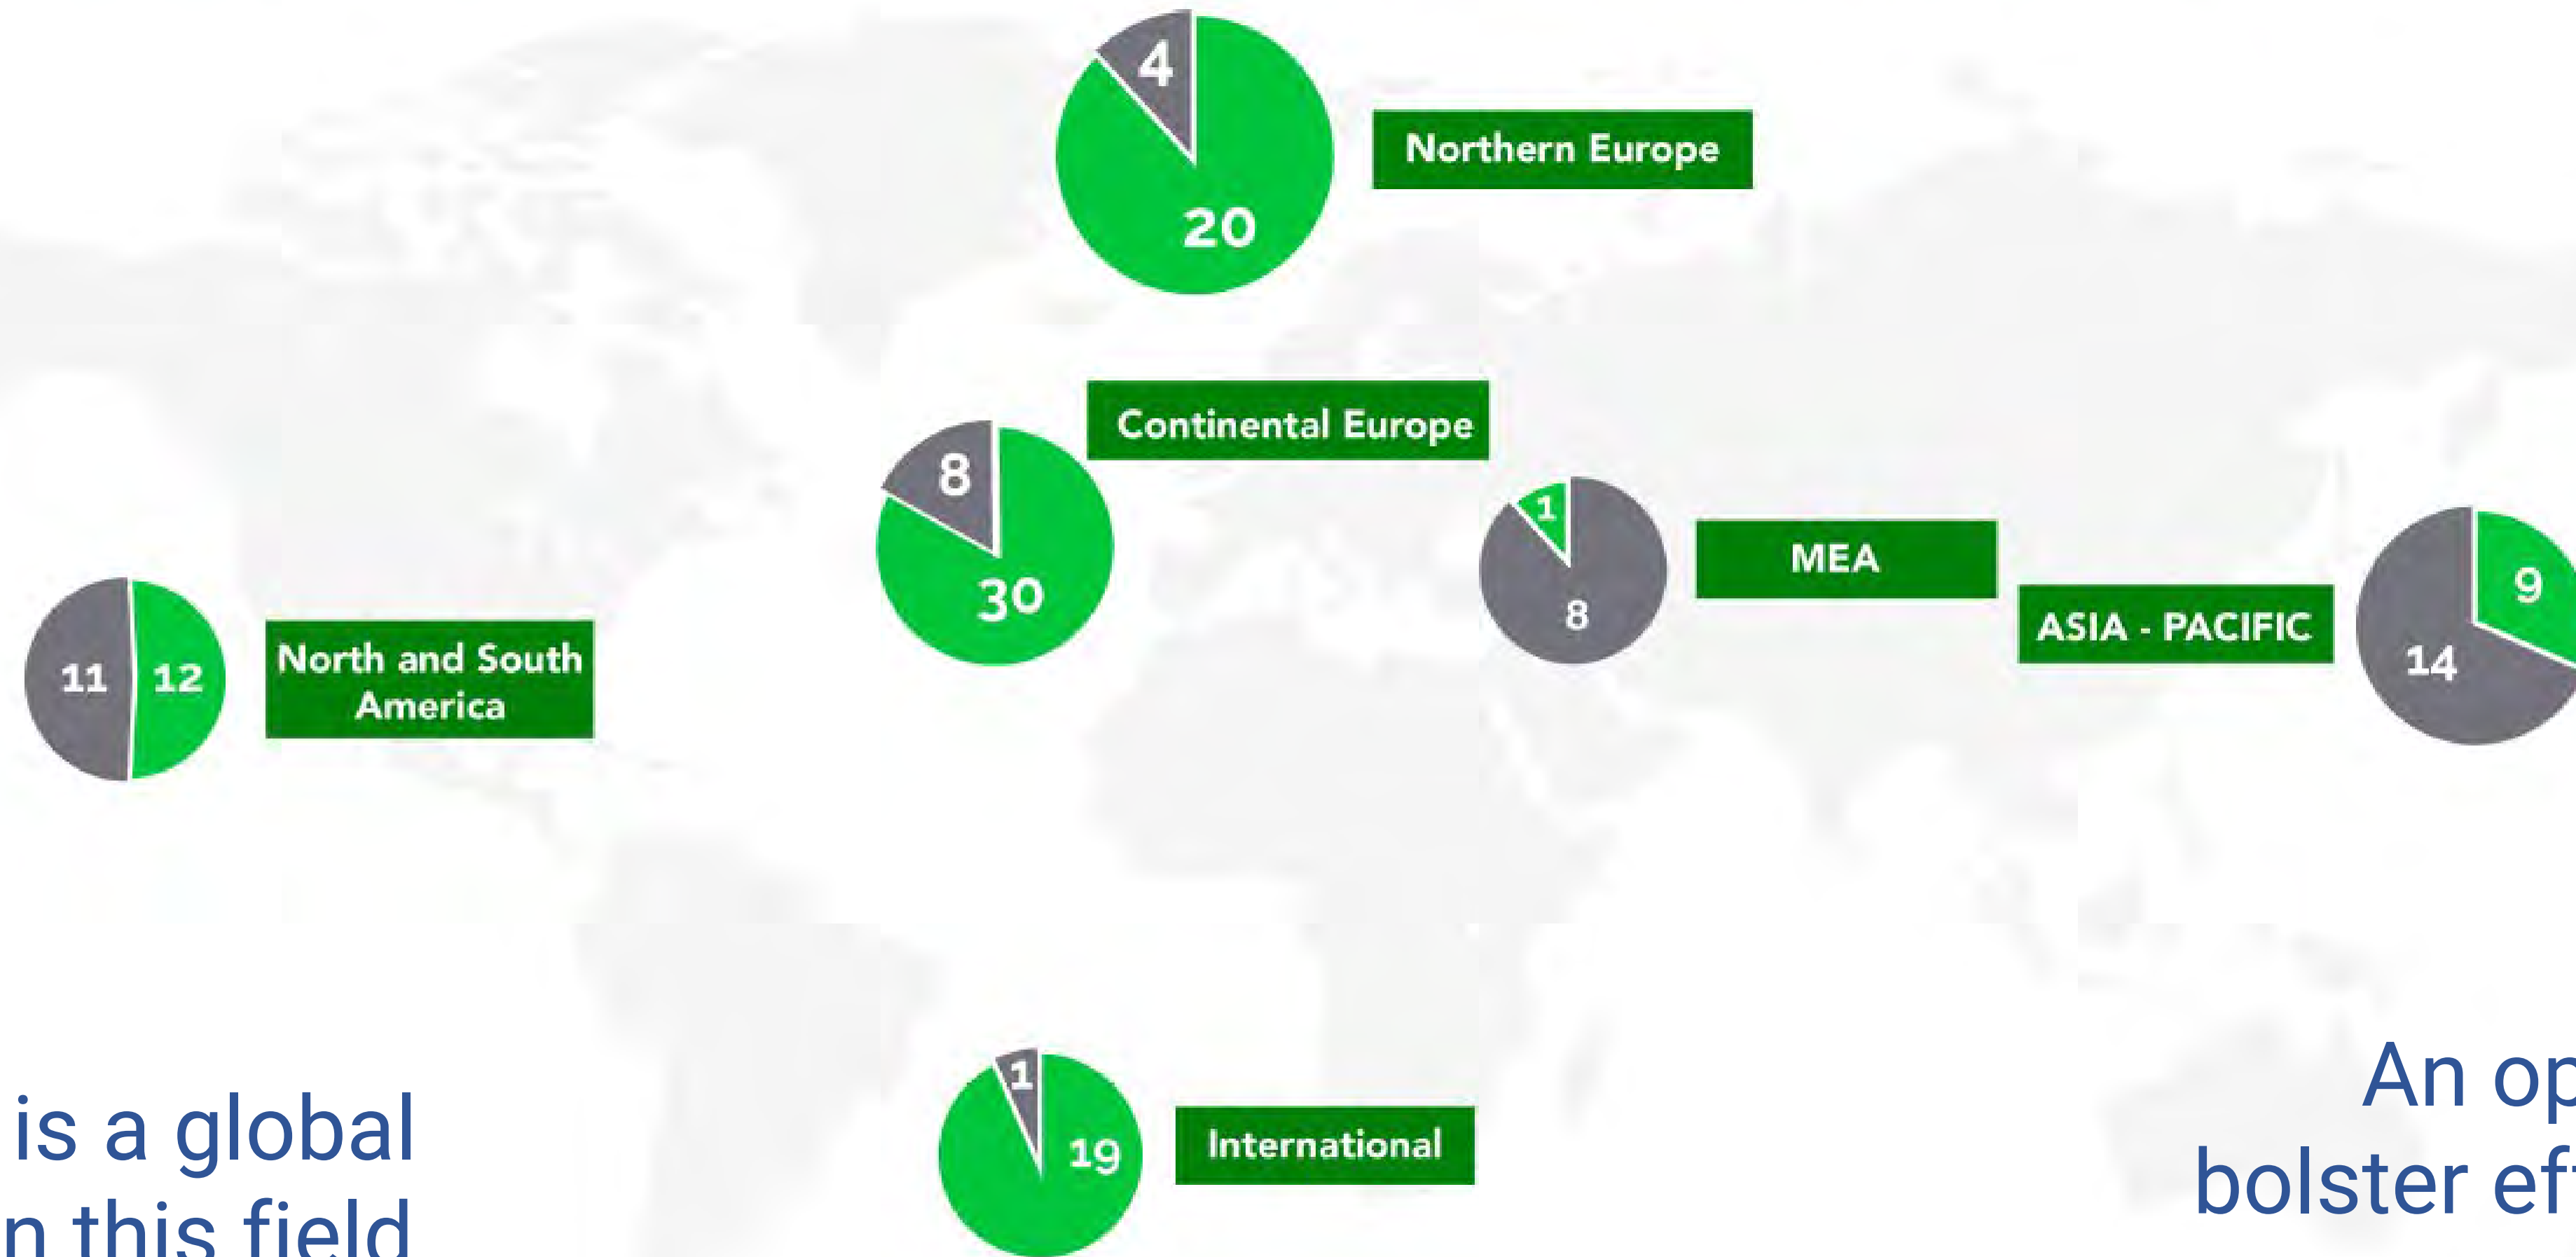 4
20
Northern Europe
Continental Europe
8
30
1
8
MEA
ASIA - PACIFIC
9
14
11 12
North and South
America
1
19
International
is a global
n this field
An op
bolster ef